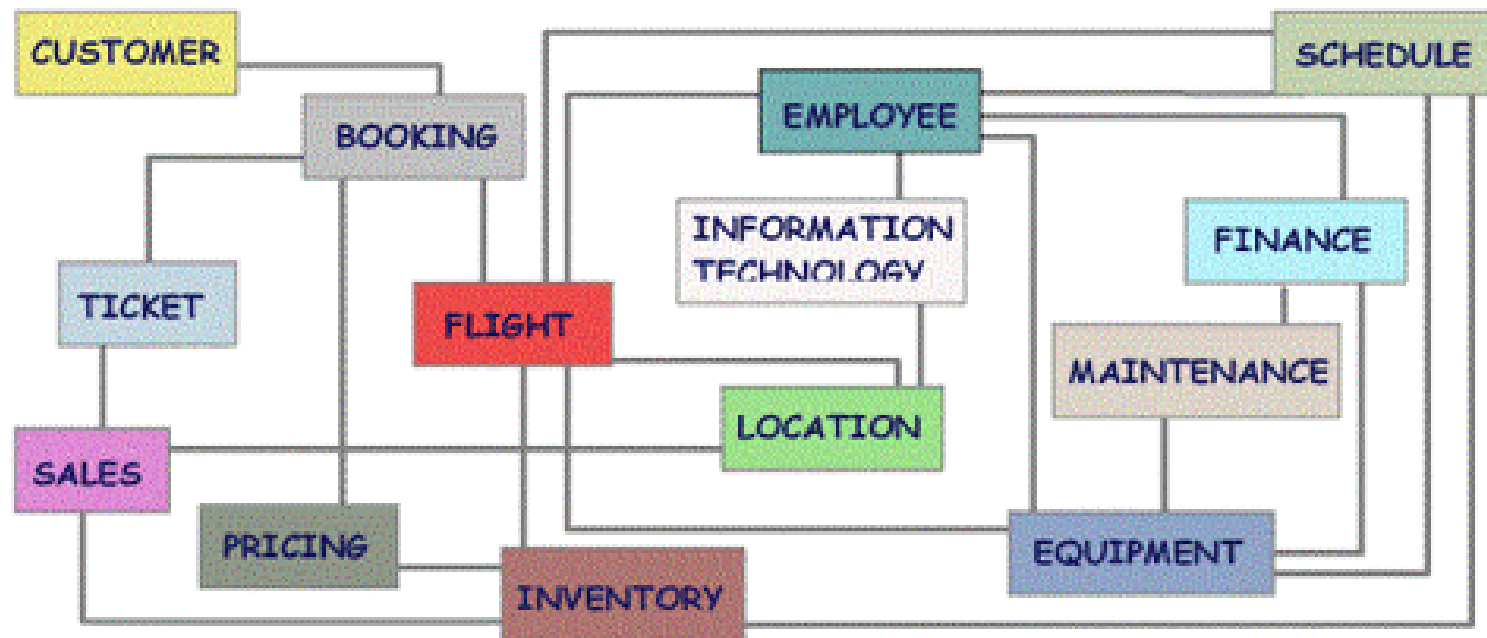 CUSTOMER
SCHEDULE
EMPLOYEE
BOOKING
INFORMATION
TECHNOLOGY
FINANCE
TICKET
FLIGHT
MAINTENANCE
LOCATION
SALES
PRICING
EQUIPMENT
INVENTORY